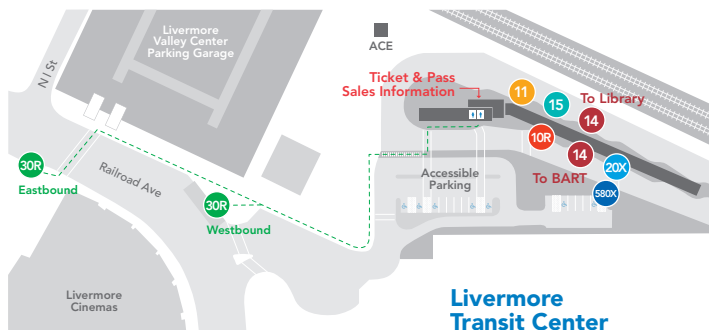 Livermore
Valley Center
Parking Garage
N I St
ACE
Ticket & Pass
Sales Information
11
15
To Library
14
10R
14
To BART
20X
580X
30R
Eastbound
Railroad Ave
30R
Westbound
Accessible
Parking
Livermore
Cinemas
Livermore
Transit Center